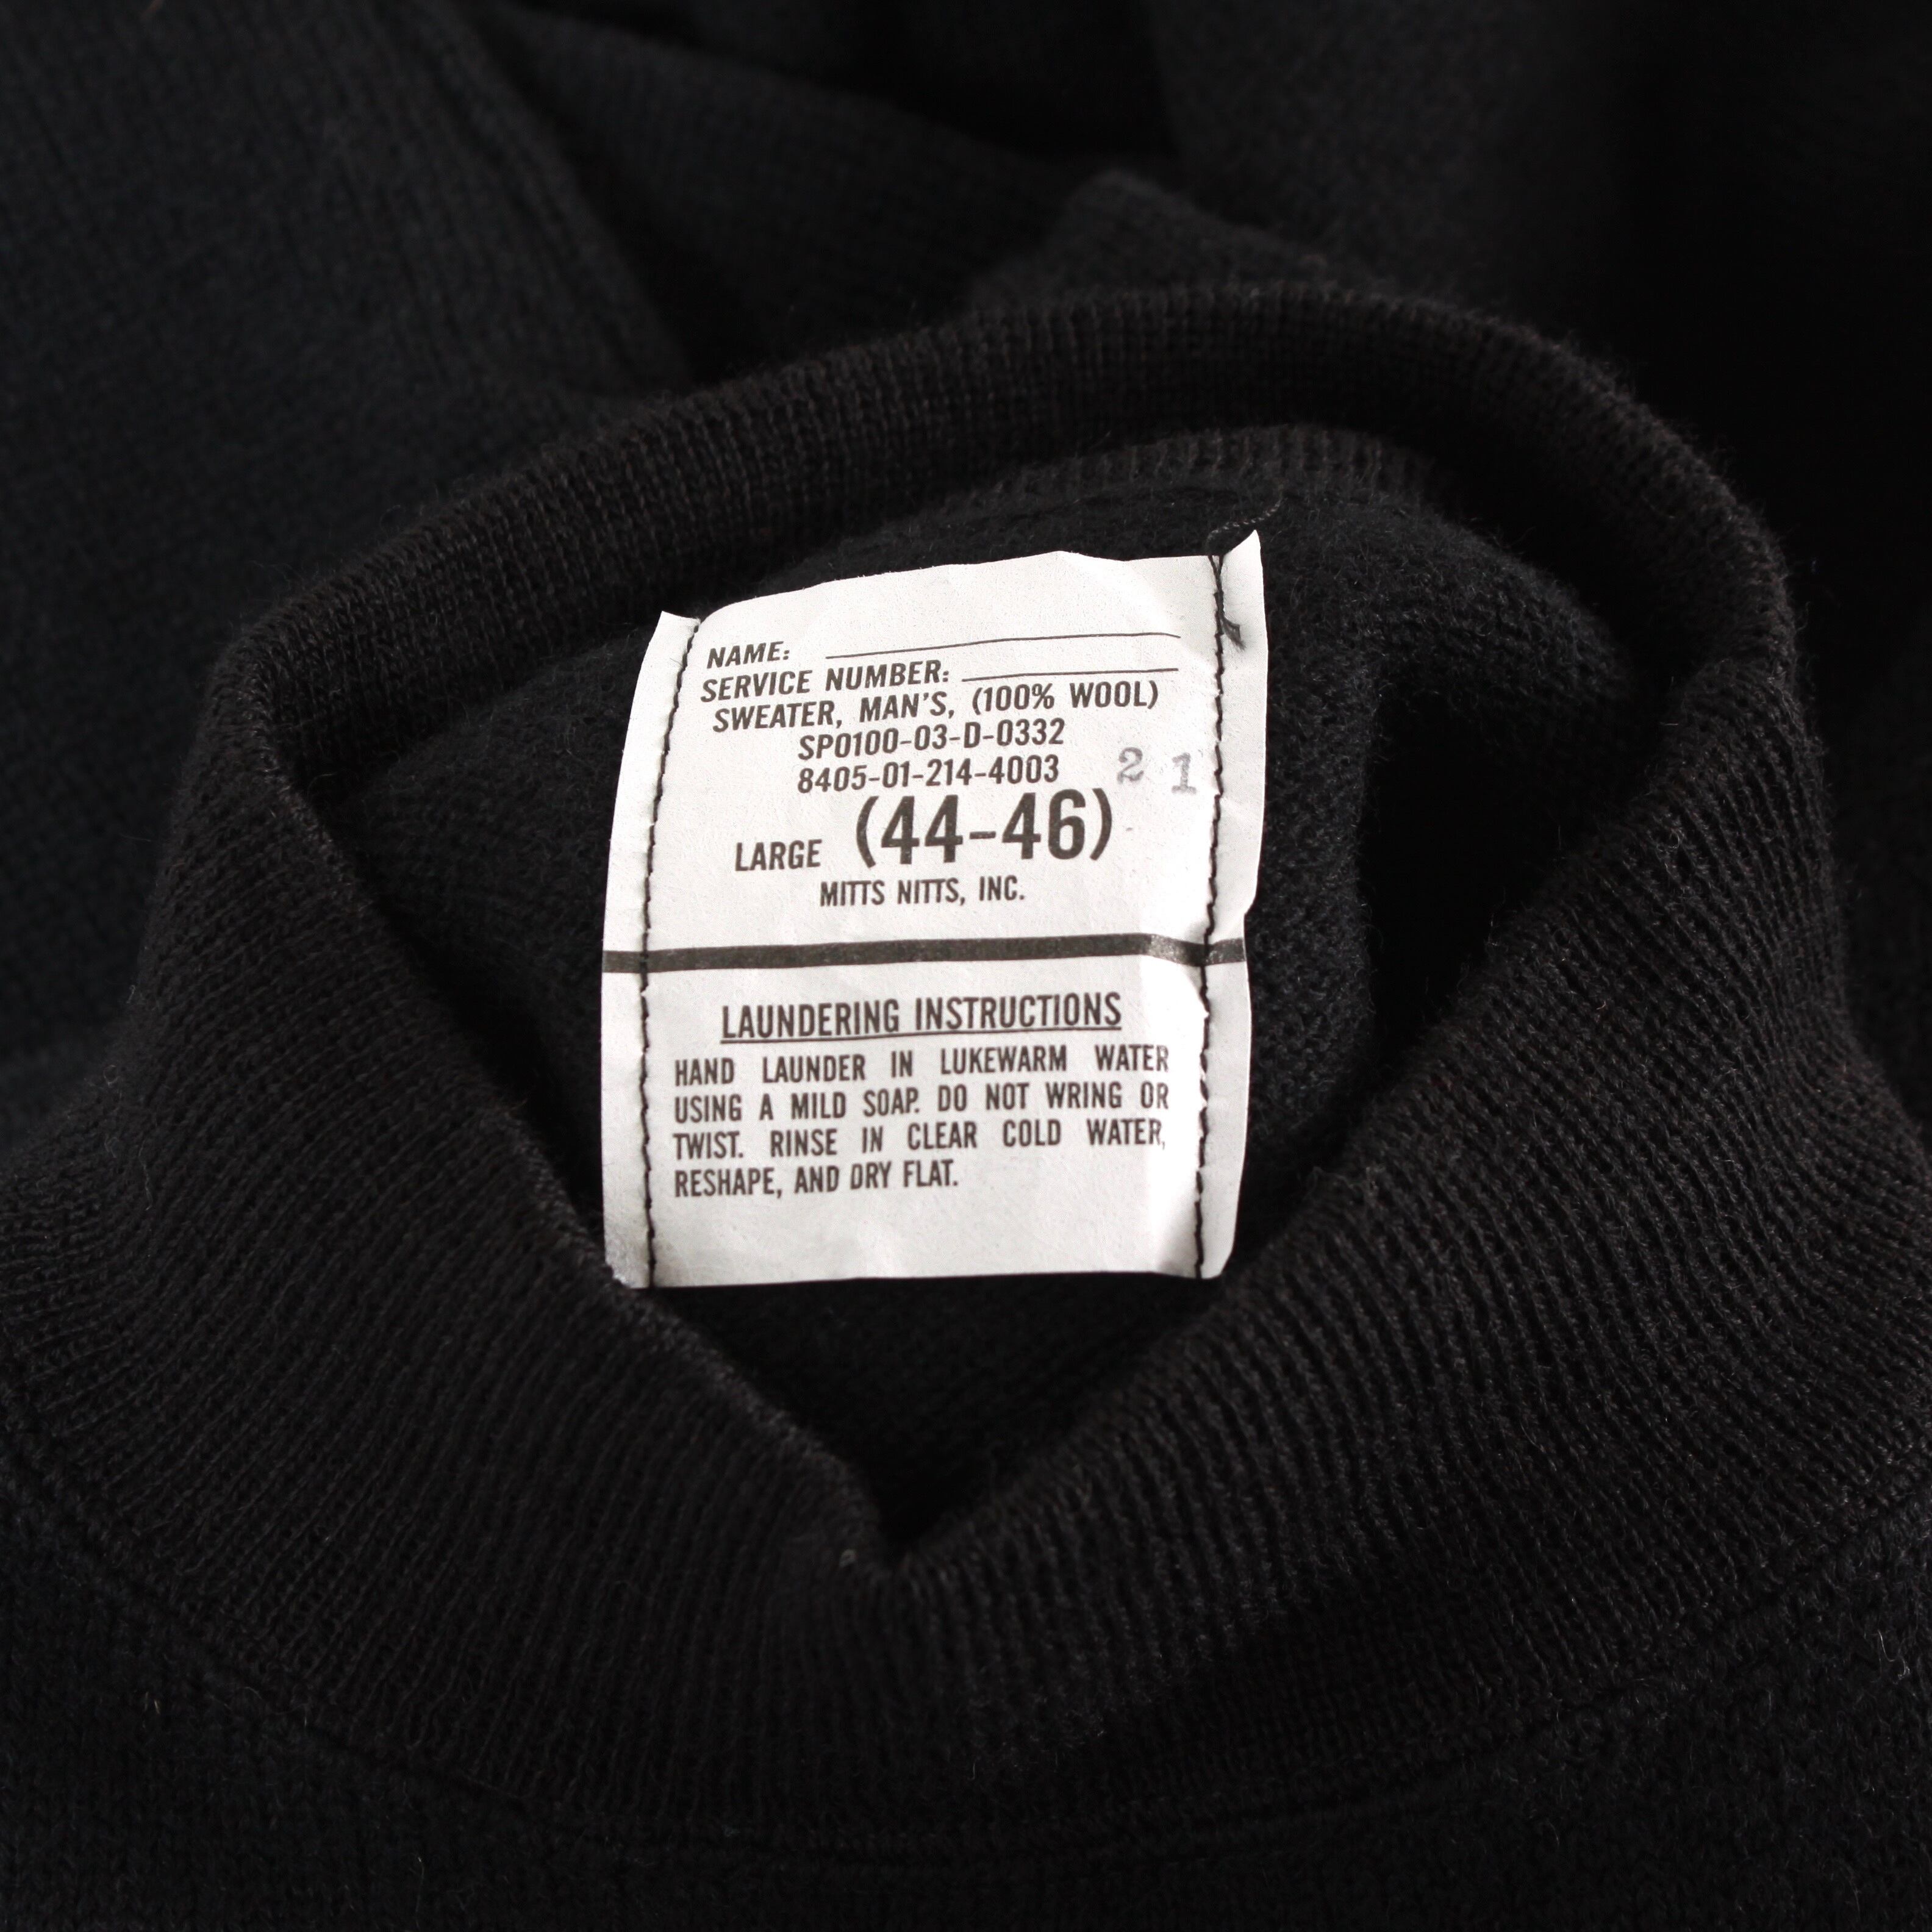 NAME:
SERVICE NUMBER:
SWEATER, MAN'S, (100% WOOL)
SP0100-03-D-0332
8405-01-214-4003 21
LARGE (44-46)
MITTS NITTS, INC.
LAUNDERING INSTRUCTIONS
HAND LAUNDER IN LUKEWARM WATER
USING A MILD SOAP. DO NOT WRING OR
TWIST. RINSE IN CLEAR COLD WATER,
RESHAPE, AND DRY FLAT.